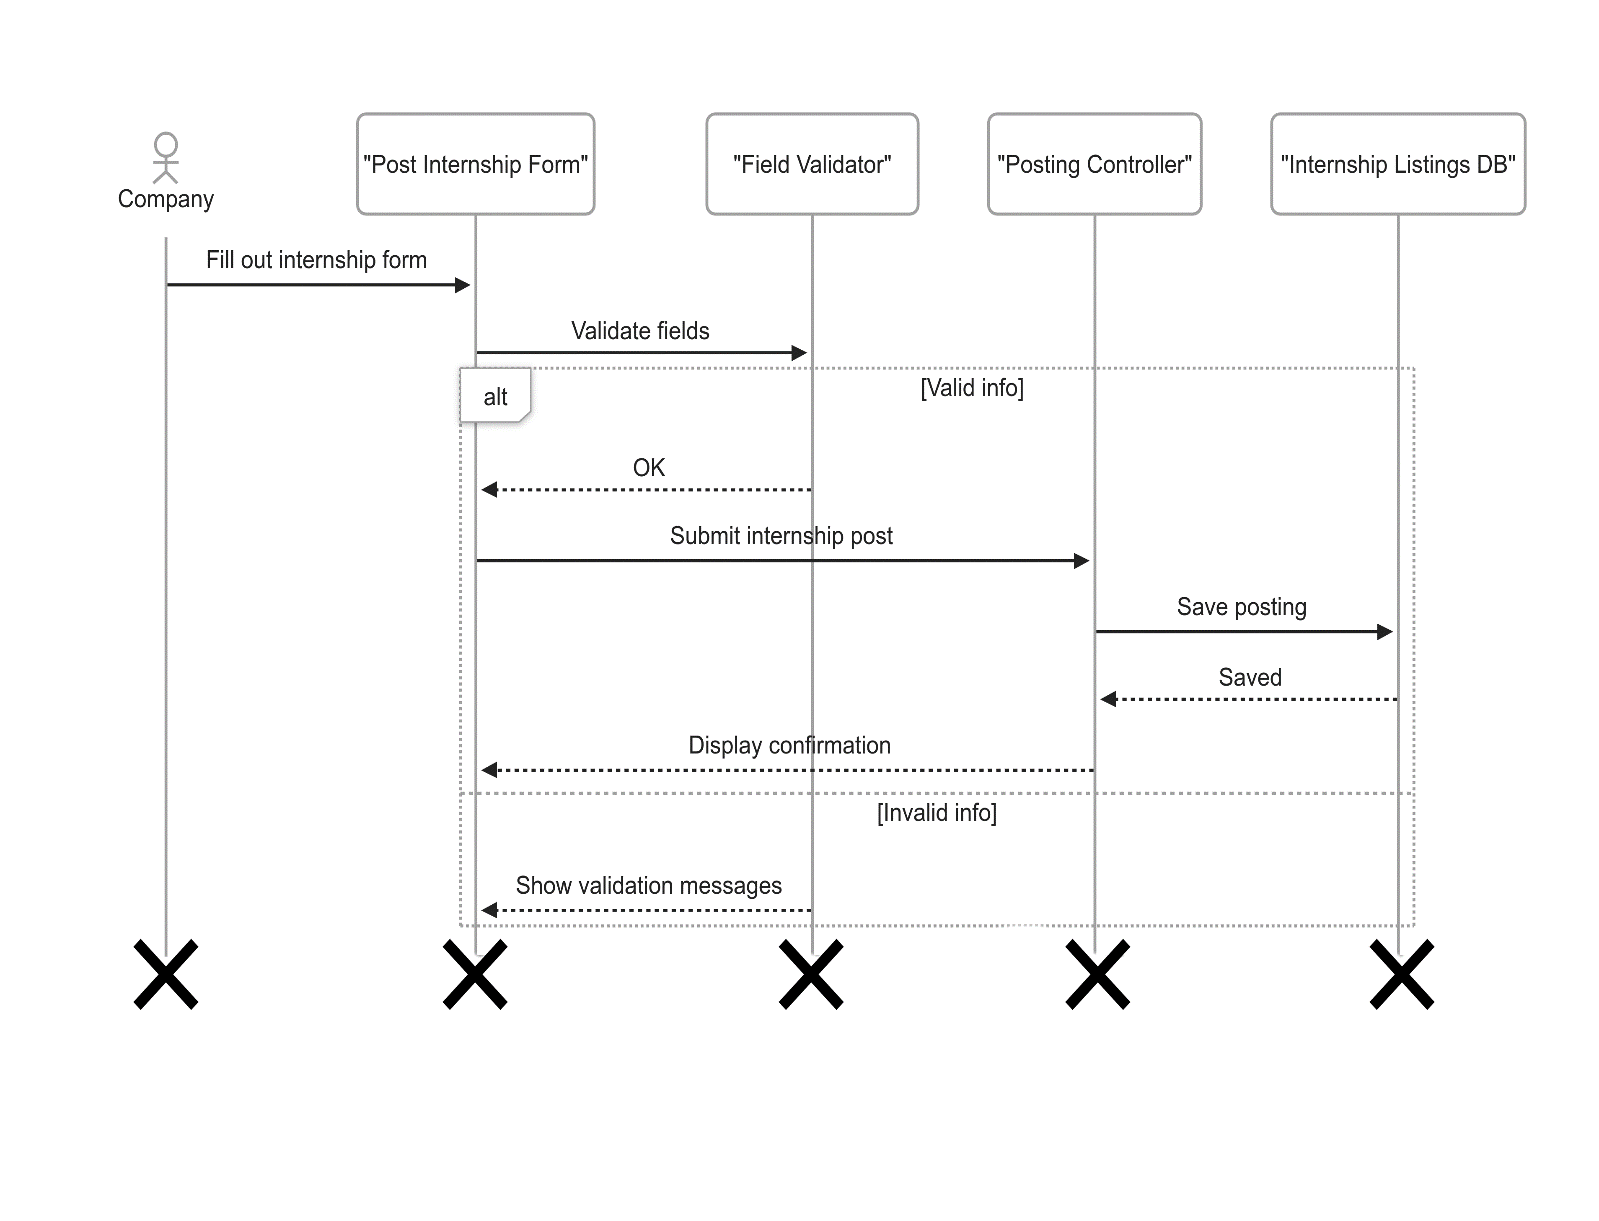 Company
"Post Internship Form"
"Field Validator"
"Posting Controller"
"Internship Listings DB"
Fill out internship form
Validate fields
alt
[Valid info]
OK
Submit internship post
Save posting
Saved
Display confirmation
[Invalid info]
Show validation messages